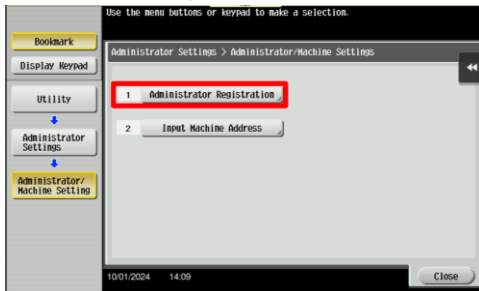 Use the menu buttons or keypad to make a selection.
Bookmark
Display Keypad
Utility
Administrator
Settings
Administrator/
Machine Setting
Administrator Settings > Administrator/Machine Settings
1 Administrator Registration
2 Input Machine Address
10/01/2024 14:09
Close